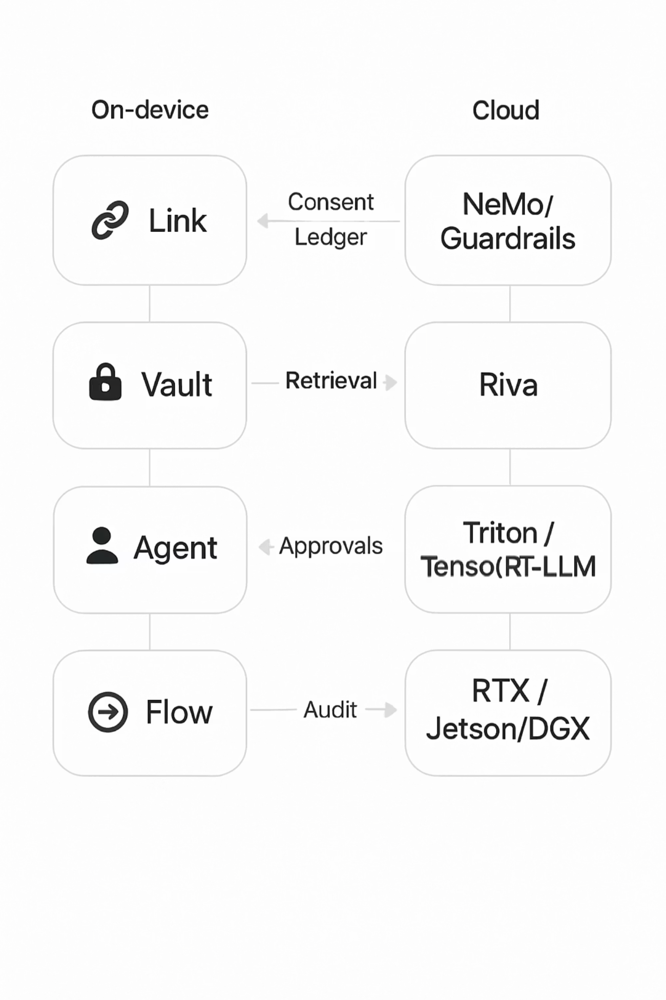 On-device
Cloud
Link
Consent
Ledger
NeMo/
Guardrails
Vault
Retrieval
Riva
Agent
Approvals
Triton /
Tenso(RT-LLM
Flow
Audit
RTX /
Jetson/DGX